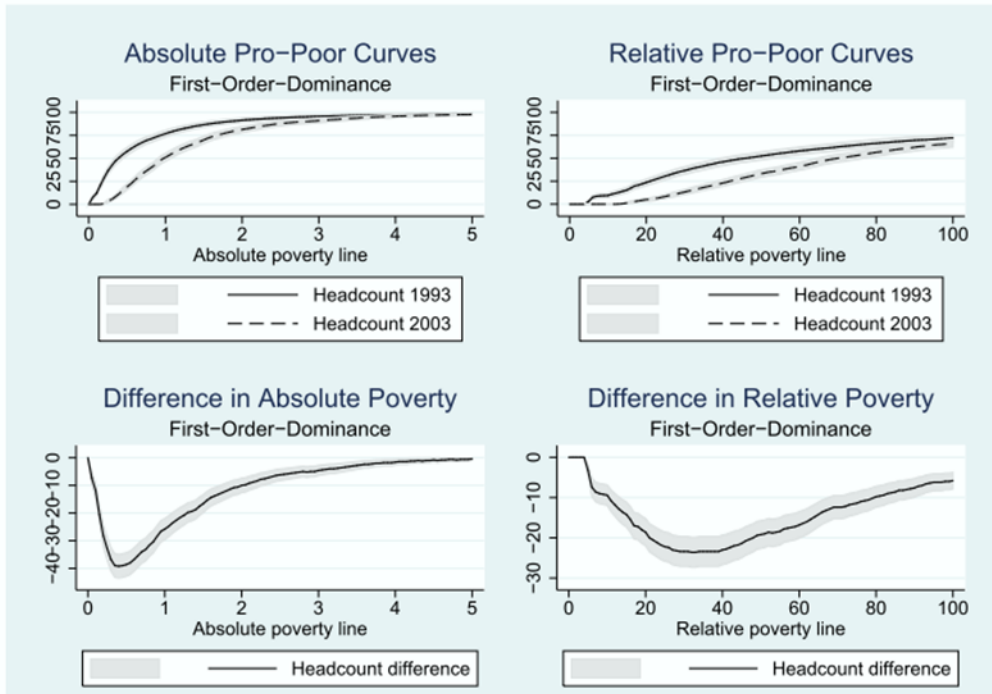 Absolute Pro-Poor Curves
First-Order-Dominance
0 25 50 75 100
0 1 2 3 4 5
Absolute poverty line
Headcount 1993
Headcount 2003
Relative Pro-Poor Curves
First-Order-Dominance
0 25 50 75 100
0 20 40 60 80 100
Relative poverty line
Headcount 1993
Headcount 2003
Difference in Absolute Poverty
First-Order-Dominance
-40 -30 -20 -10 0
0 1 2 3 4 5
Absolute poverty line
Headcount difference
Difference in Relative Poverty
First-Order-Dominance
-30 -20 -10 0
0 20 40 60 80 100
Relative poverty line
Headcount difference